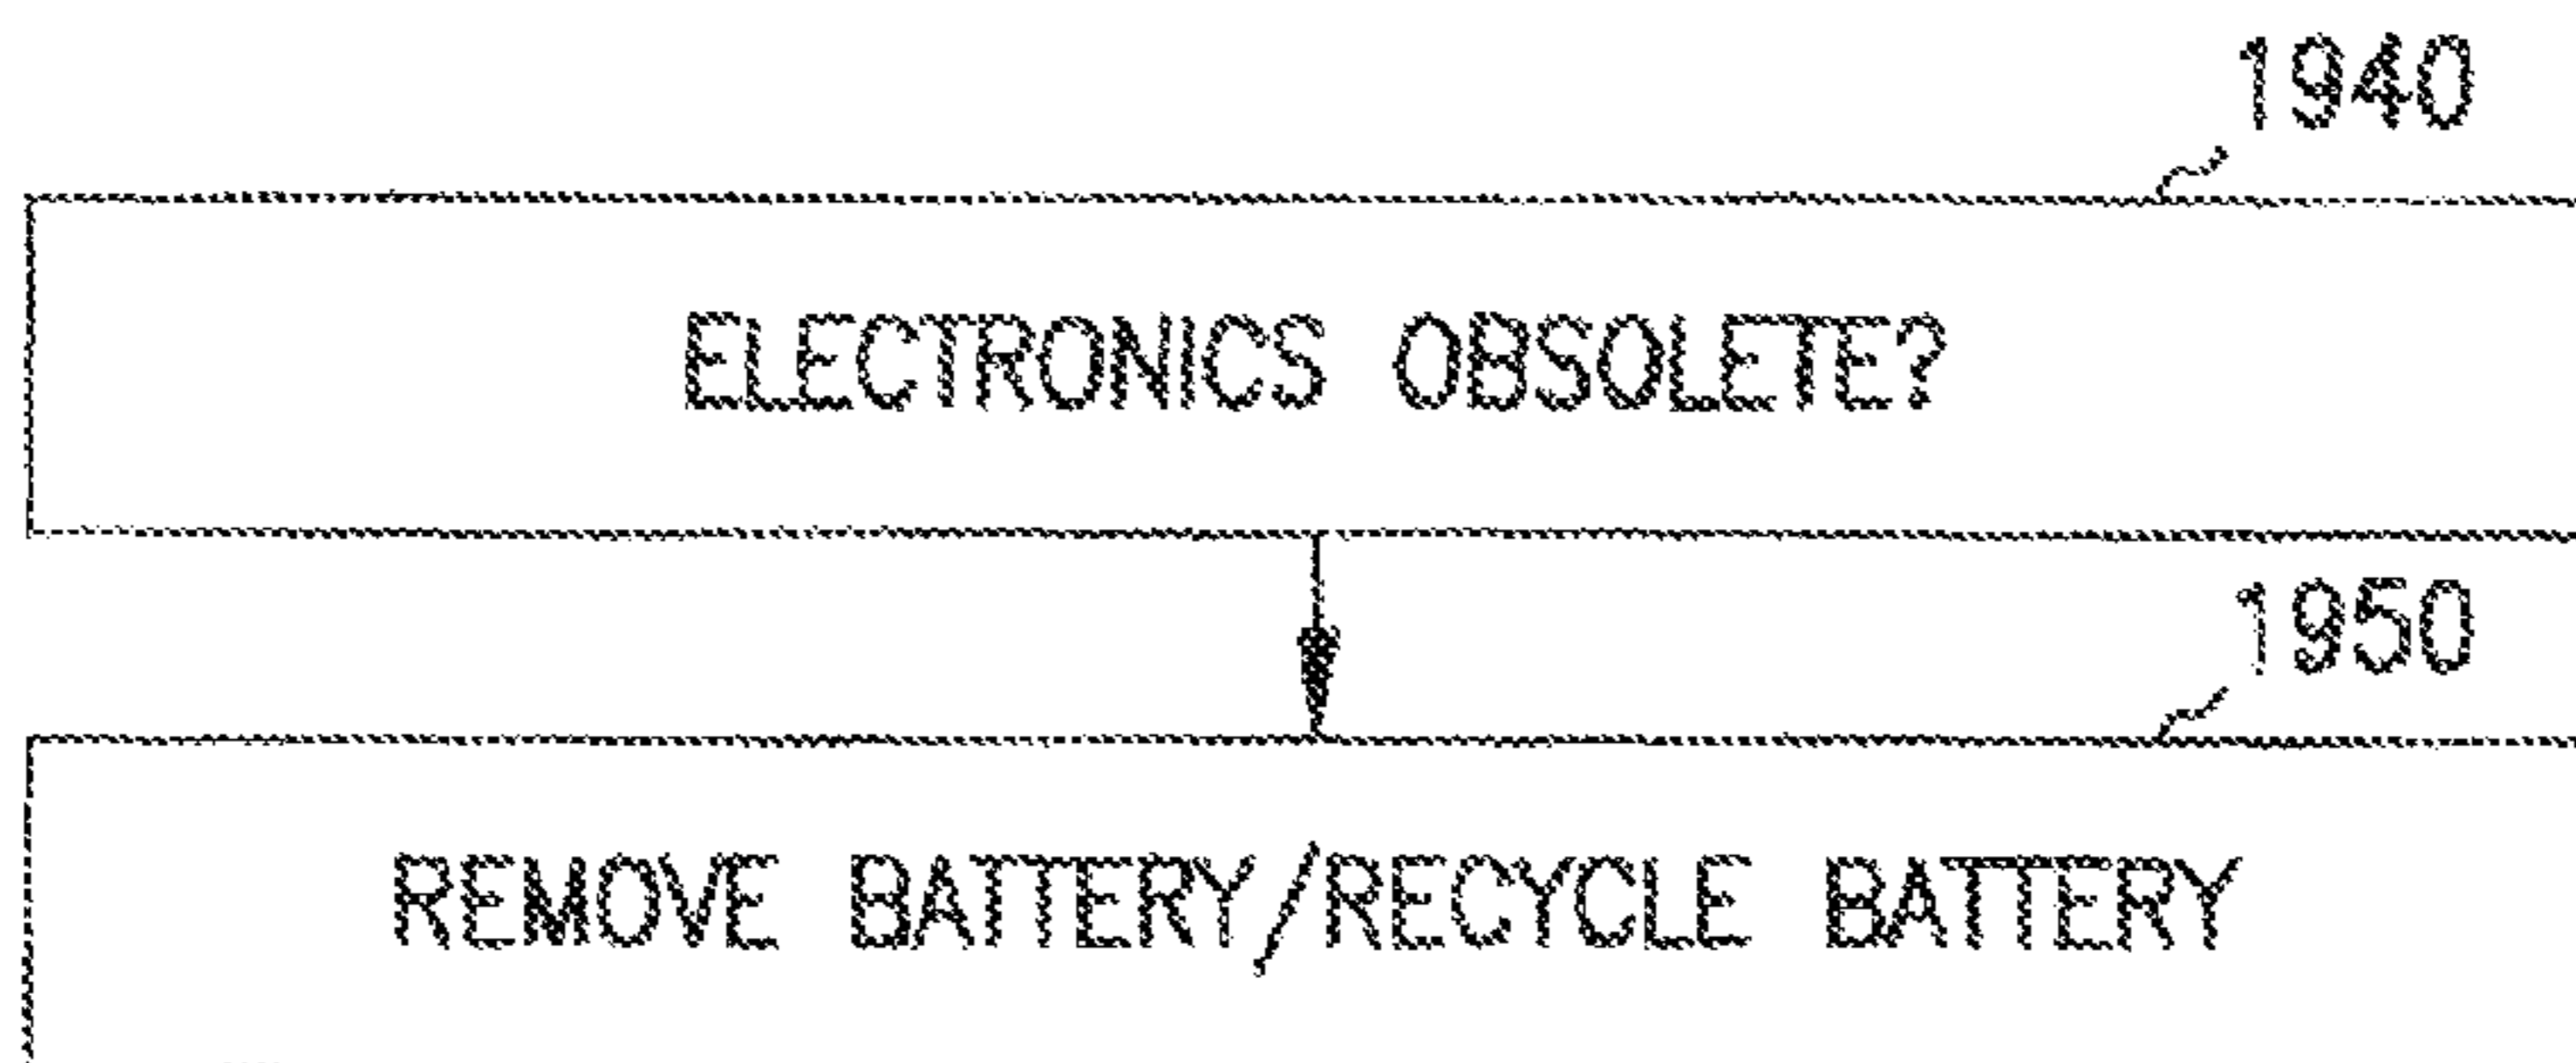 1940
ELECTRONICS OBSOLETE?
1950
REMOVE BATTERY/RECYCLE BATTERY